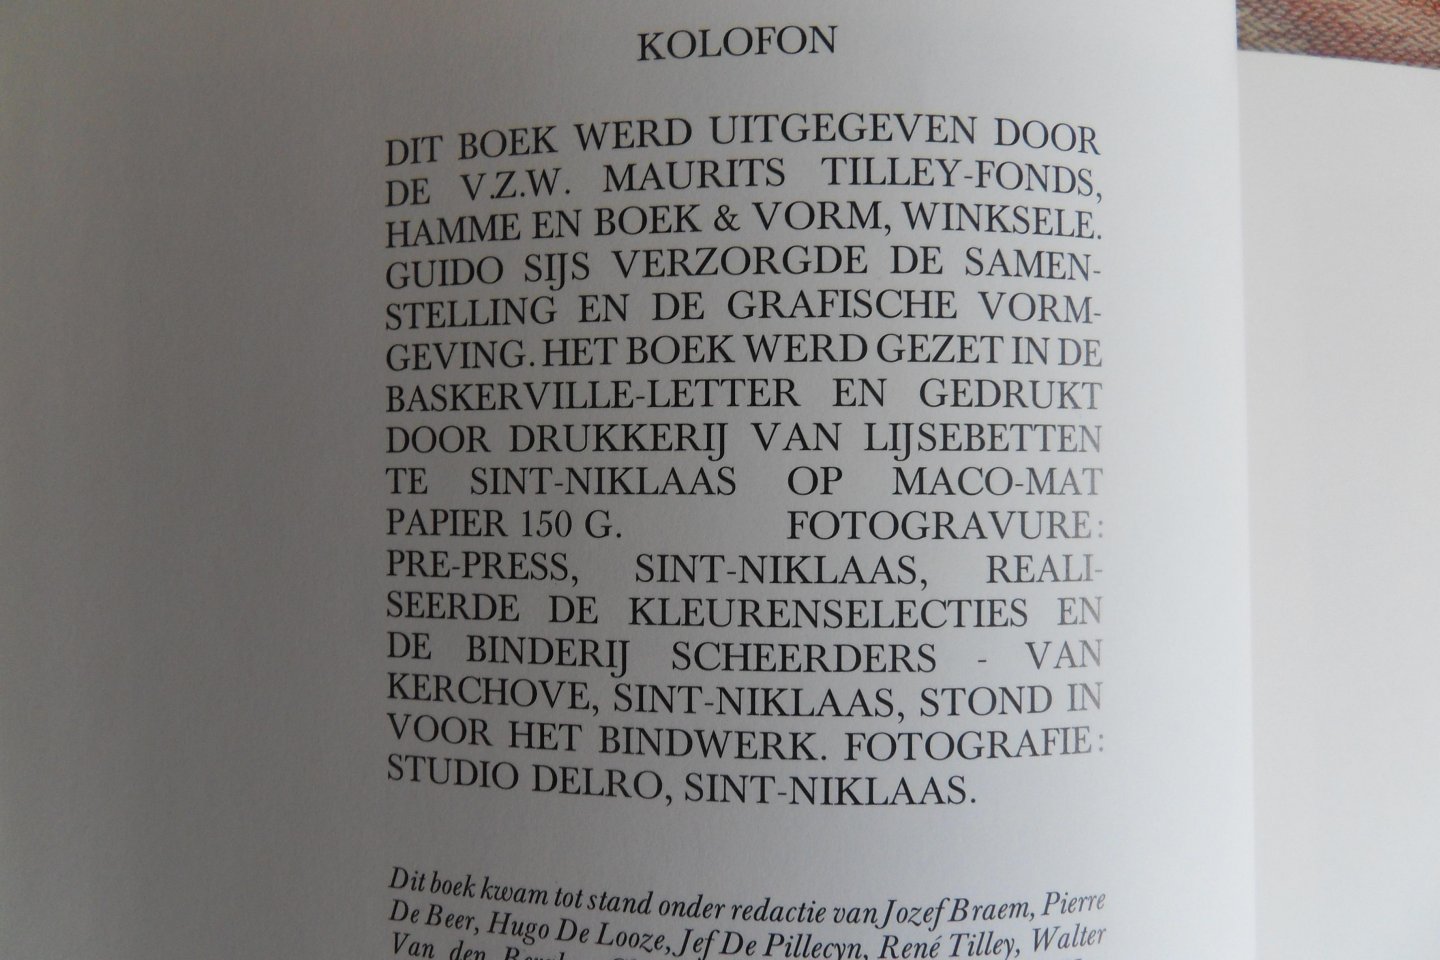 KOLOFON
DIT BOEK WERD UITGEGEVEN DOOR
DE V.Z.W. MAURITS TILLEY-FONDS,
HAMME EN BOEK & VORM, WINKSELE.
GUIDO SIJS VERZORGDE DE SAMEN-
STELLING EN DE GRAFISCHE VORM-
GEVING. HET BOEK WERD GEZET IN DE
BASKERVILLE-LETTER EN GEDRUKT
DOOR DRUKKERIJ VAN LIJSEBETTEN
TE SINT-NIKLAAS OP MACO-MAT
PAPIER 150 G. FOTOGRAVURE:
PRE-PRESS, SINT-NIKLAAS, REALI-
SEERDE DE KLEURENSELECTIES EN
DE BINDERIJ SCHEERDERS - VAN
KERCHOVE, SINT-NIKLAAS, STOND IN
VOOR HET BINDWERK. FOTOGRAFIE:
STUDIO DELRO, SINT-NIKLAAS.
Dit boek kwam tot stand onder redactie van Jozef Braem, Pierre
De Beer, Hugo De Looze, Jef De Pillecyn, René Tilley, Walter
Van den